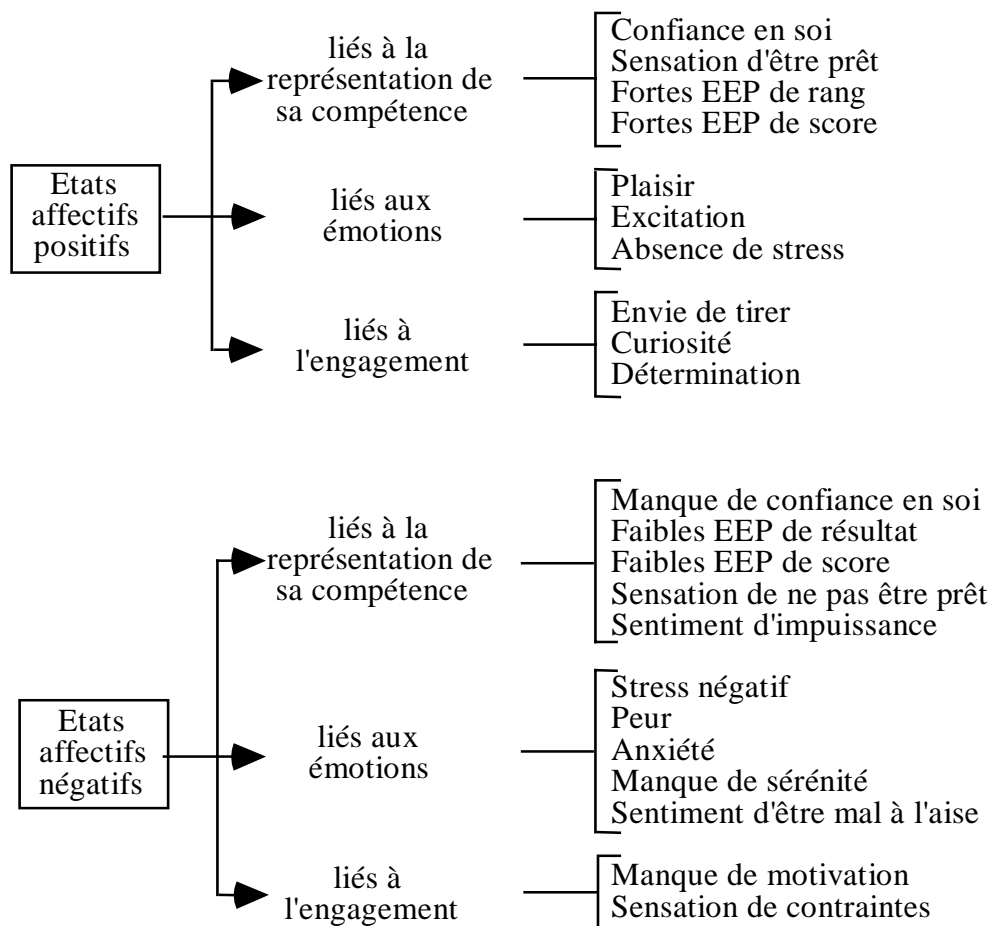 Etats
affectifs
positifs
liés à la
représentation de
sa compétence
Confiance en soi
Sensation d'être prêt
Fortes EEP de rang
Fortes EEP de score
liés aux
émotions
Plaisir
Excitation
Absence de stress
liés à
l'engagement
Envie de tirer
Curiosité
Détermination
Etats
affectifs
négatifs
liés à la
représentation de
sa compétence
Manque de confiance en soi
Faibles EEP de résultat
Faibles EEP de score
Sensation de ne pas être prêt
Sentiment d'impuissance
liés aux
émotions
Stress négatif
Peur
Anxiété
Manque de sérénité
Sentiment d'être mal à l'aise
liés à
l'engagement
Manque de motivation
Sensation de contraintes